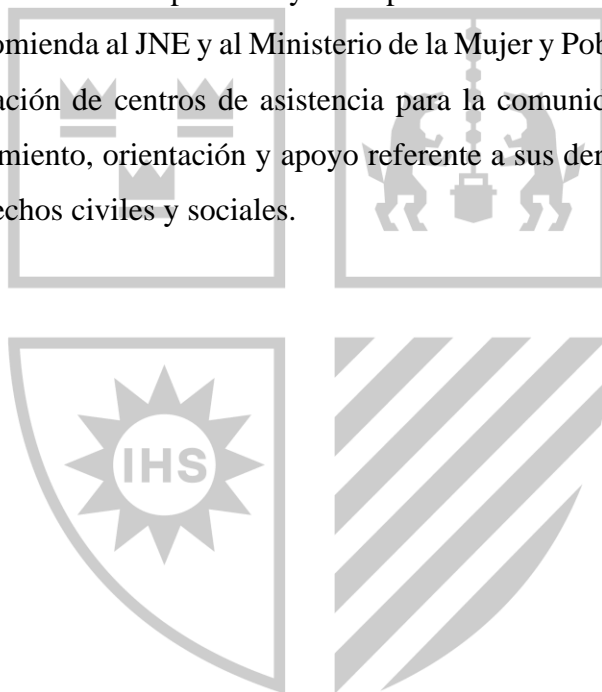 omienda al JNE y al Ministerio de la Mujer y Pob
ación de centros de asistencia para la comunid
miento, orientación y apoyo referente a sus der
echos civiles y sociales.
IHS